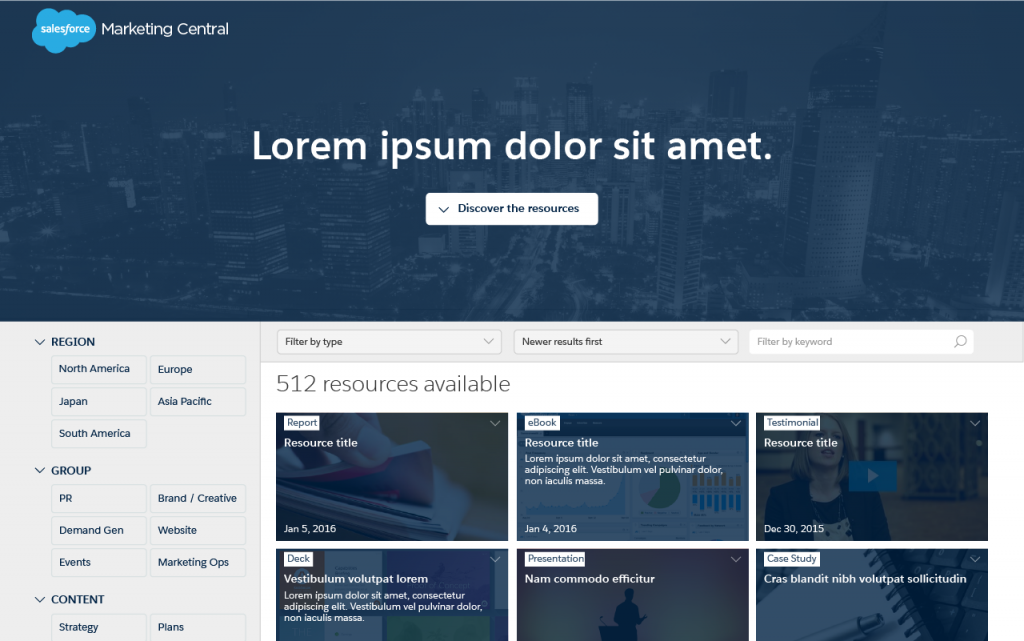 salesforce Marketing Central
Lorem ipsum dolor sit amet.
Discover the resources
REGION
North America
Europe
Japan
Asia Pacific
South America
GROUP
PR
Brand / Creative
Demand Gen
Website
Events
Marketing Ops
CONTENT
Strategy
Plans
Filter by type
Newer results first
Filter by keyword
512 resources available
Report
Resource title
Jan 5, 2016
eBook
Resource title
Lorem ipsum dolor sit amet, consectetur
adipiscing elit. Vestibulum vel pulvinar dolor,
non iaculis massa.
Jan 4, 2016
Testimonial
Resource title
Dec 30, 2015
Deck
Vestibulum volutpat lorem
Lorem ipsum dolor sit amet, consectetur
adipiscing elit. Vestibulum vel pulvinar dolor,
non iaculis massa.
Presentation
Nam commodo efficitur
Case Study
Cras blandit nibh volutpat sollicitudin